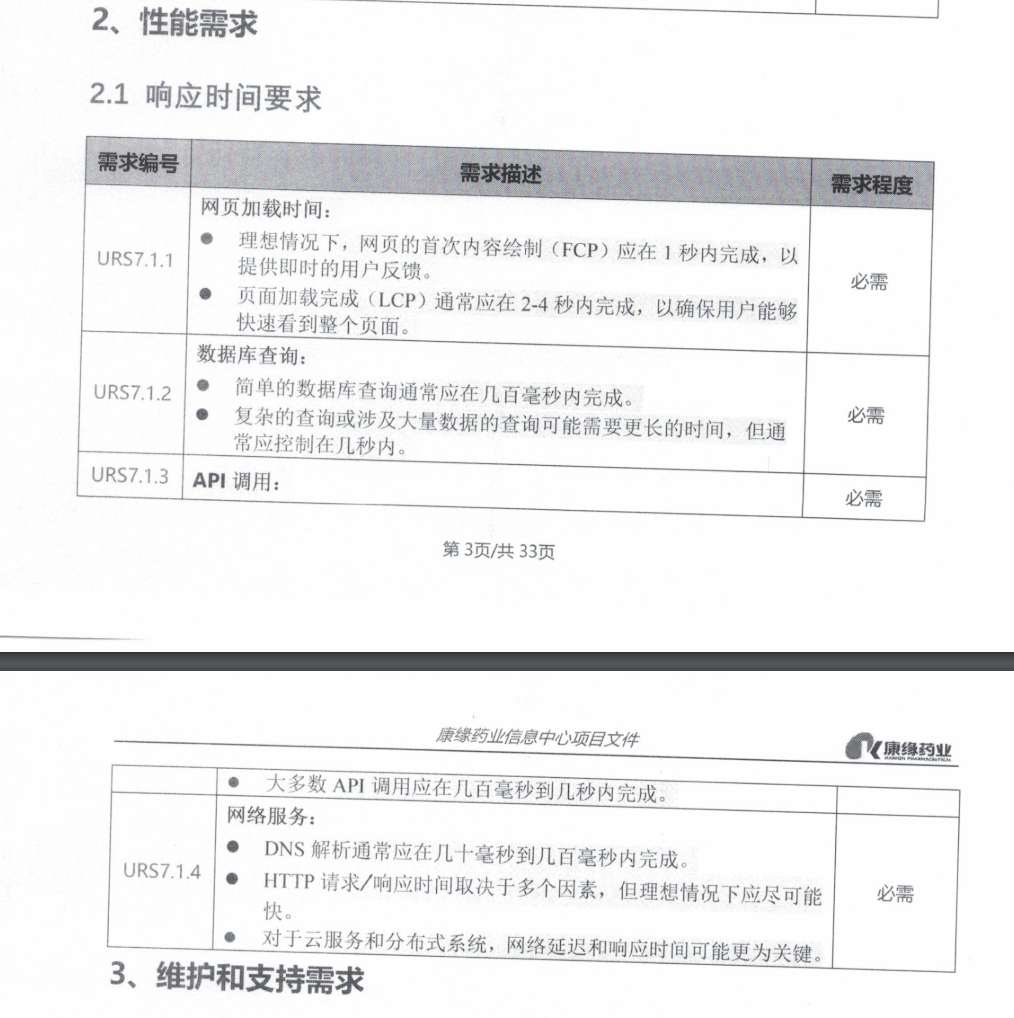 2、性能需求
2.1 响应时间要求
需求编号 需求描述 需求程度
网页加载时间：
● 理想情况下，网页的首次内容绘制（FCP）应在 1 秒内完成，以
URS7.1.1
提供即时的用户反馈。
必需
● 页面加载完成（LCP）通常应在 2-4 秒内完成，以确保用户能够
快速看到整个页面。
数据库查询：
● 简单的数据库查询通常应在几百毫秒内完成。
URS7.1.2
必需
● 复杂的查询或涉及大量数据的查询可能需要更长的时间，但通
常应控制在几秒内。
URS7.1.3 API 调用： 必需
第 3页/共 33页
康缘药业信息中心项目文件
康缘药业
KANION PHARMACEUTICAL
● 大多数 API 调用应在几百毫秒到几秒内完成。
网络服务：
● DNS 解析通常应在几十毫秒到几百毫秒内完成。
URS7.1.4
● HTTP 请求/响应时间取决于多个因素，但理想情况下应尽可能
必需
快。
● 对于云服务和分布式系统，网络延迟和响应时间可能更为关键。
3、维护和支持需求